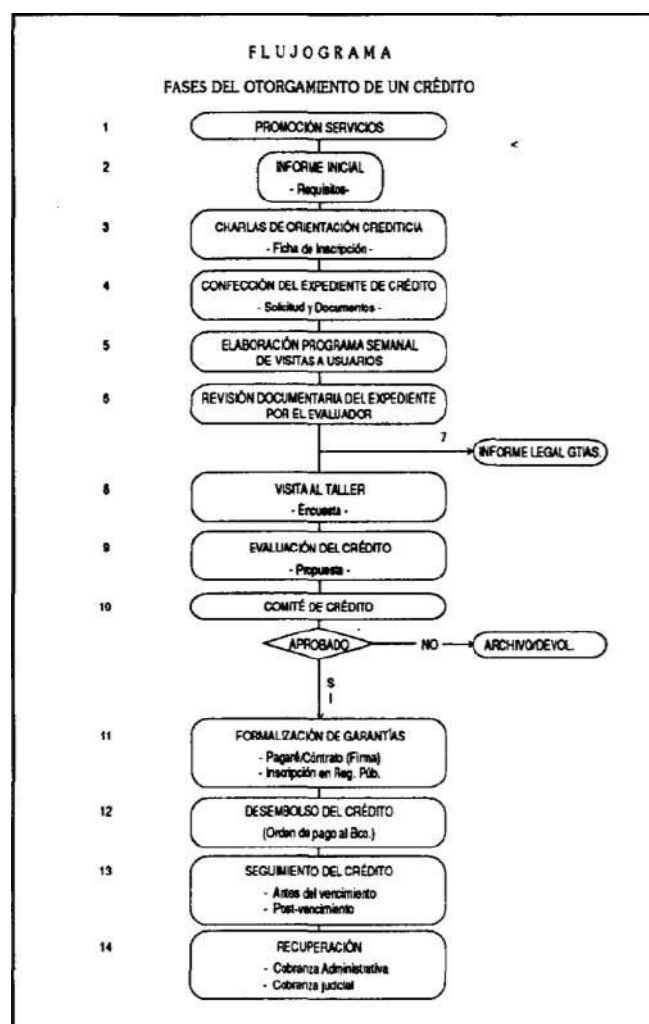 FLUJOGRAMA
FASES DEL OTORGAMIENTO DE UN CRÉDITO
1 PROMOCIÓN SERVICIOS
2 INFORME INICIAL
- Requisitos-
3 CHARLAS DE ORIENTACIÓN CREDITICIA
- Ficha de Inscripción -
4 CONFECCIÓN DEL EXPEDIENTE DE CRÉDITO
- Solicitud y Documentos -
5 ELABORACIÓN PROGRAMA SEMANAL
DE VISITAS A USUARIOS
6 REVISIÓN DOCUMENTARIA DEL EXPEDIENTE
POR EL EVALUADOR
7 INFORME LEGAL GTIAS.
8 VISITA AL TALLER
- Encuesta -
9 EVALUACIÓN DEL CRÉDITO
- Propuesta -
10 COMITÉ DE CRÉDITO
APROBADO NO ARCHIVO/DEVOL.
S
I
11 FORMALIZACIÓN DE GARANTÍAS
- Pagaré/Cóntrato (Firma)
- Inscripción en Reg. Púb.
12 DESEMBOLSO DEL CRÉDITO
(Orden de pago al Bco.)
13 SEGUIMIENTO DEL CRÉDITO
- Antes del vencimiento
- Post-vencimiento
14 RECUPERACIÓN
- Cobranza Administrativa
- Cobranza judicial